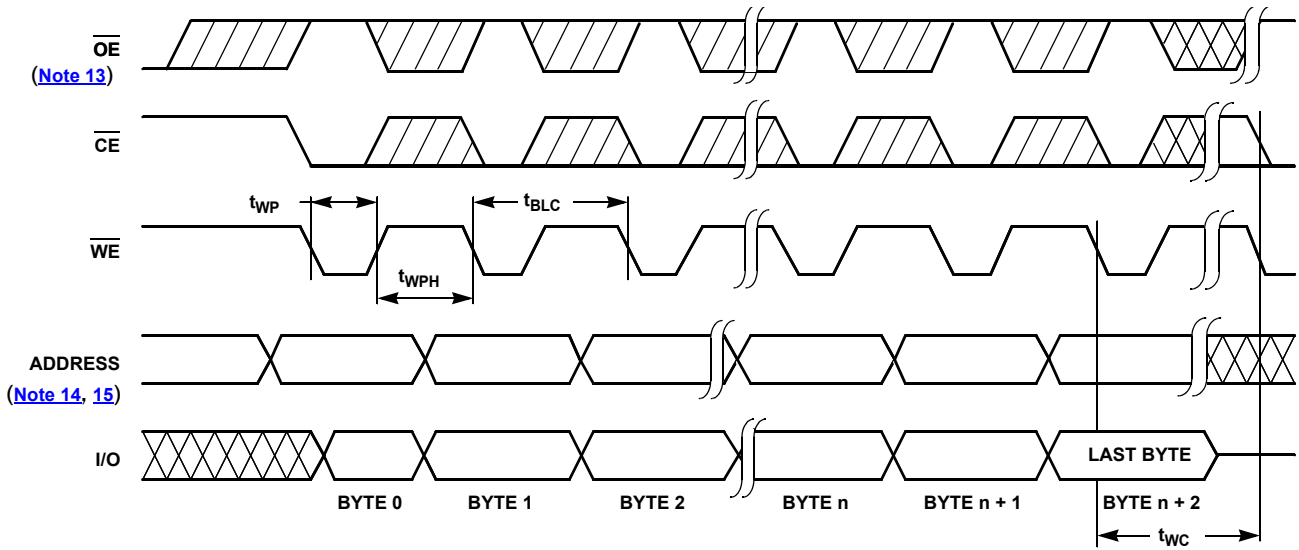 OE
(Note 13)
CE
tWP
tBLC
WE
tWPH
ADDRESS
(Note 14, 15)
I/O
LAST BYTE
BYTE 0
BYTE 1
BYTE 2
BYTE n
BYTE n + 1
BYTE n + 2
tWC